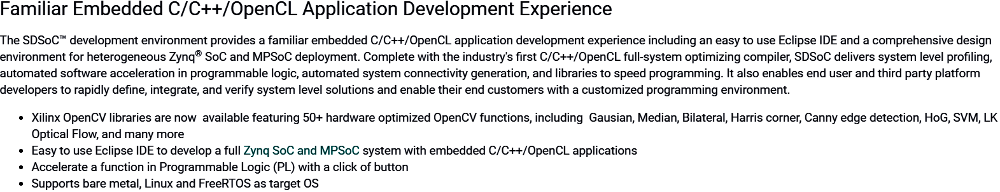 Familiar Embedded C/C++/OpenCL Application Development Experience
The SDSoC™ development environment provides a familiar embedded C/C++/OpenCL application development experience including an easy to use Eclipse IDE and a comprehensive design
environment for heterogeneous Zynq® SoC and MPSoC deployment. Complete with the industry's first C/C++/OpenCL full-system optimizing compiler, SDSoC delivers system level profiling,
automated software acceleration in programmable logic, automated system connectivity generation, and libraries to speed programming. It also enables end user and third party platform
developers to rapidly define, integrate, and verify system level solutions and enable their end customers with a customized programming environment.
• Xilinx OpenCV libraries are now  available featuring 50+ hardware optimized OpenCV functions, including  Gausian, Median, Bilateral, Harris corner, Canny edge detection, HoG, SVM, LK
Optical Flow, and many more
• Easy to use Eclipse IDE to develop a full Zynq SoC and MPSoC system with embedded C/C++/OpenCL applications
• Accelerate a function in Programmable Logic (PL) with a click of button
• Supports bare metal, Linux and FreeRTOS as target OS